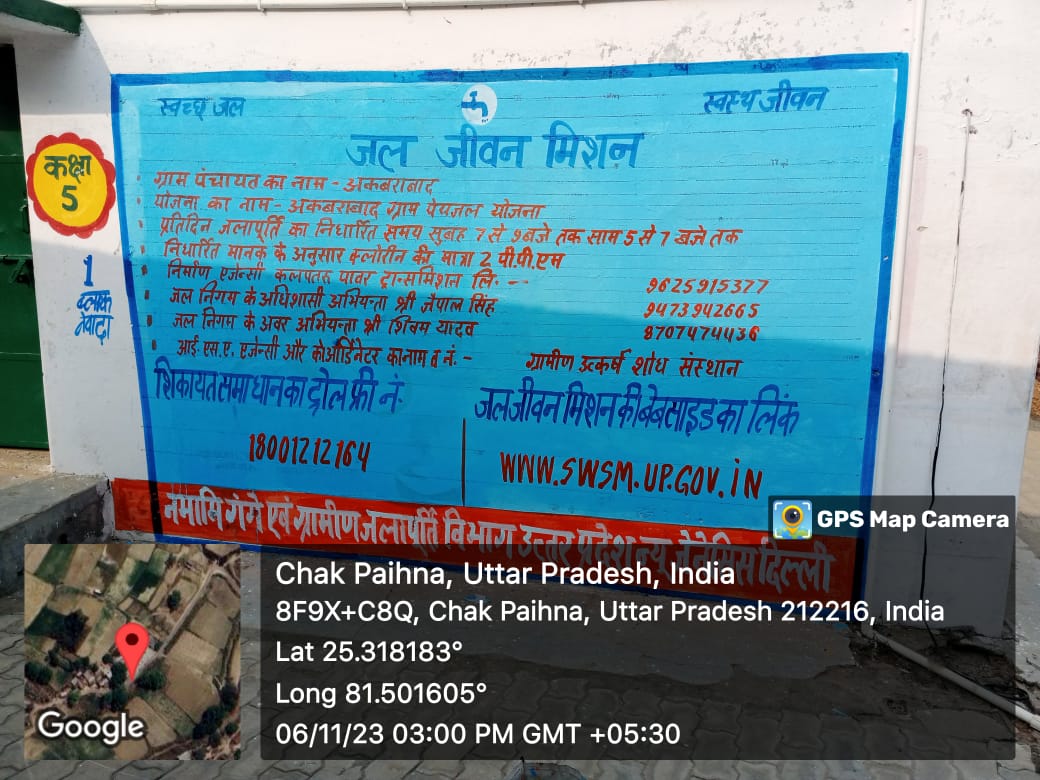 स्वच्छ जल
स्वस्थ जीवन
जल जीवन मिशन
ग्राम पंचायत का नाम - अकबराबाद
योजना का नाम - अकबराबाद ग्राम पेयजल योजना
प्रतिदिन जलापूर्ति का निर्धारित समय सुबह 7 से 9 बजे तक साम 5 से 7 बजे तक
निर्धारित मानक के अनुसार क्लोरीन की मात्रा 2 पी.पी.एम
निर्माण एजेन्सी कलपतरु पावर ट्रान्समिशन लि. -- 9625915377
जल निगम के अधिशासी अभियन्ता श्री जैपाल सिंह 9473942665
जल निगम के अवर अभियन्ता श्री शिवम यादव 8707474436
आई. एस.ए. एजेन्सी और कोऑर्डिनेटर का नाम व नं. - ग्रामीण उत्कर्ष शोध संस्थान
शिकायत समाधान का ट्रोल फ्री नं.
18001212164
जल जीवन मिशन की बेबसाइड का लिंक
WWW.SWSM.UP.GOV.iN
नमामि गंगे एवं ग्रामीण जलापूर्ति विभाग उत्तर प्रदेश न्यू जेनेसिस दिल्ली
कक्षा
5
1
ब्लाक
नेवादा
GPS Map Camera
Chak Paihna, Uttar Pradesh, India
8F9X+C8Q, Chak Paihna, Uttar Pradesh 212216, India
Lat 25.318183°
Long 81.501605°
06/11/23 03:00 PM GMT +05:30
Google